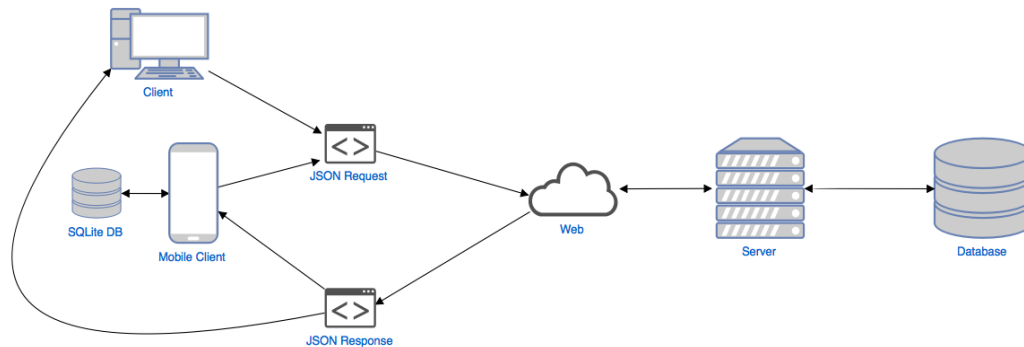 Client
JSON Request
SQLite DB
Mobile Client
Web
Server
Database
JSON Response